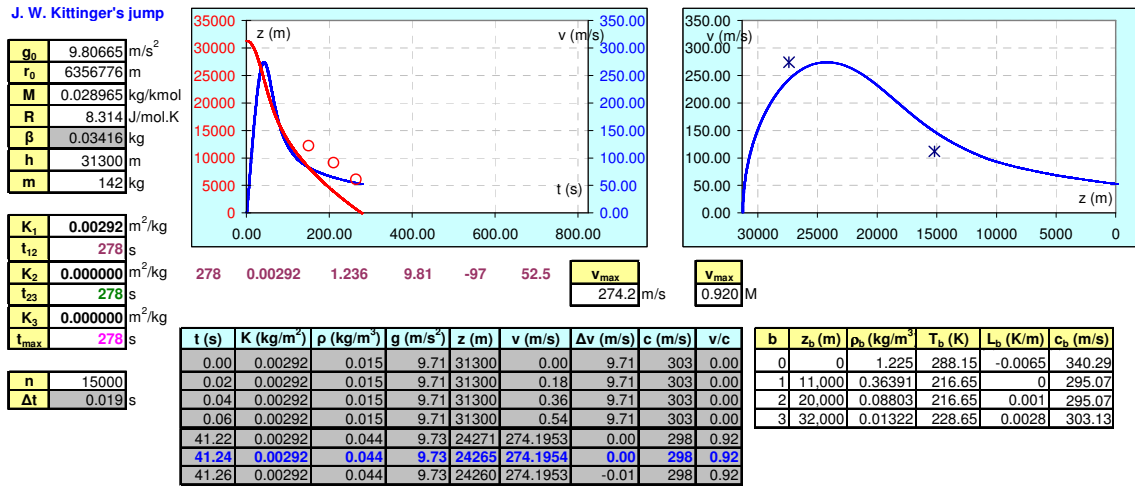 J. W. Kittinger's jump
g0 9.80665 m/s2
r0 6356776 m
M 0.028965 kg/kmol
R 8.314 J/mol.K
β 0.03416 kg
h 31300 m
m 142 kg
K1 0.00292 m2/kg
t12 278 s
K2 0.000000 m2/kg
t23 278 s
K3 0.000000 m2/kg
tmax 278 s
n 15000
Δt 0.019 s
z (m)
v (m/s)
35000 350.00
30000 300.00
25000 250.00
20000 200.00
15000 150.00
10000 100.00
5000 50.00
0 0.00
t (s)
0.00 200.00 400.00 600.00 800.00
v (m/s)
350.00
300.00
250.00
200.00
150.00
100.00
50.00
0.00
z (m)
30000 25000 20000 15000 10000 5000 0
278 0.00292 1.236 9.81 -97 52.5
vmax
274.2 m/s
vmax
0.920 M
t (s) K (kg/m2) ρ (kg/m3) g (m/s2) z (m) v (m/s) Δv (m/s) c (m/s) v/c
0.00 0.00292 0.015 9.71 31300 0.00 9.71 303 0.00
0.02 0.00292 0.015 9.71 31300 0.18 9.71 303 0.00
0.04 0.00292 0.015 9.71 31300 0.36 9.71 303 0.00
0.06 0.00292 0.015 9.71 31300 0.54 9.71 303 0.00
41.22 0.00292 0.044 9.73 24271 274.1953 0.00 298 0.92
41.24 0.00292 0.044 9.73 24265 274.1954 0.00 298 0.92
41.26 0.00292 0.044 9.73 24260 274.1953 -0.01 298 0.92
b zb (m) ρb (kg/m3 Tb (K) Lb (K/m) cb (m/s)
0 0 1.225 288.15 -0.0065 340.29
1 11,000 0.36391 216.65 0 295.07
2 20,000 0.08803 216.65 0.001 295.07
3 32,000 0.01322 228.65 0.0028 303.13